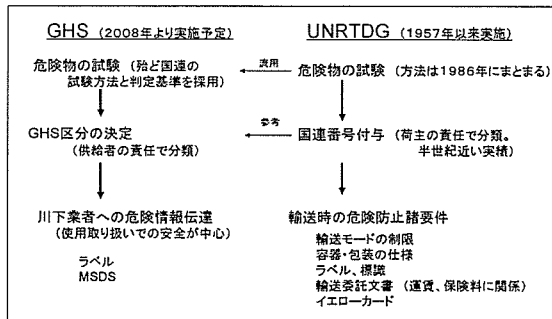 GHS （2008年より実施予定）
危険物の試験（殆ど国連の
試験方法と判定基準を採用）
GHS区分の決定
（供給者の責任で分類）
川下業者への危険情報伝達
（使用取り扱いでの安全が中心）
ラベル
MSDS
流用
参考
UNRTDG （1957年以来実施）
危険物の試験 （方法は1986年にまとまる）
国連番号付与 （荷主の責任で分類。
半世紀近い実績）
輸送時の危険防止諸要件
輸送モードの制限
容器・包装の仕様
ラベル、標識
輸送委託文書 （運賃、保険料に関係）
イエローカード